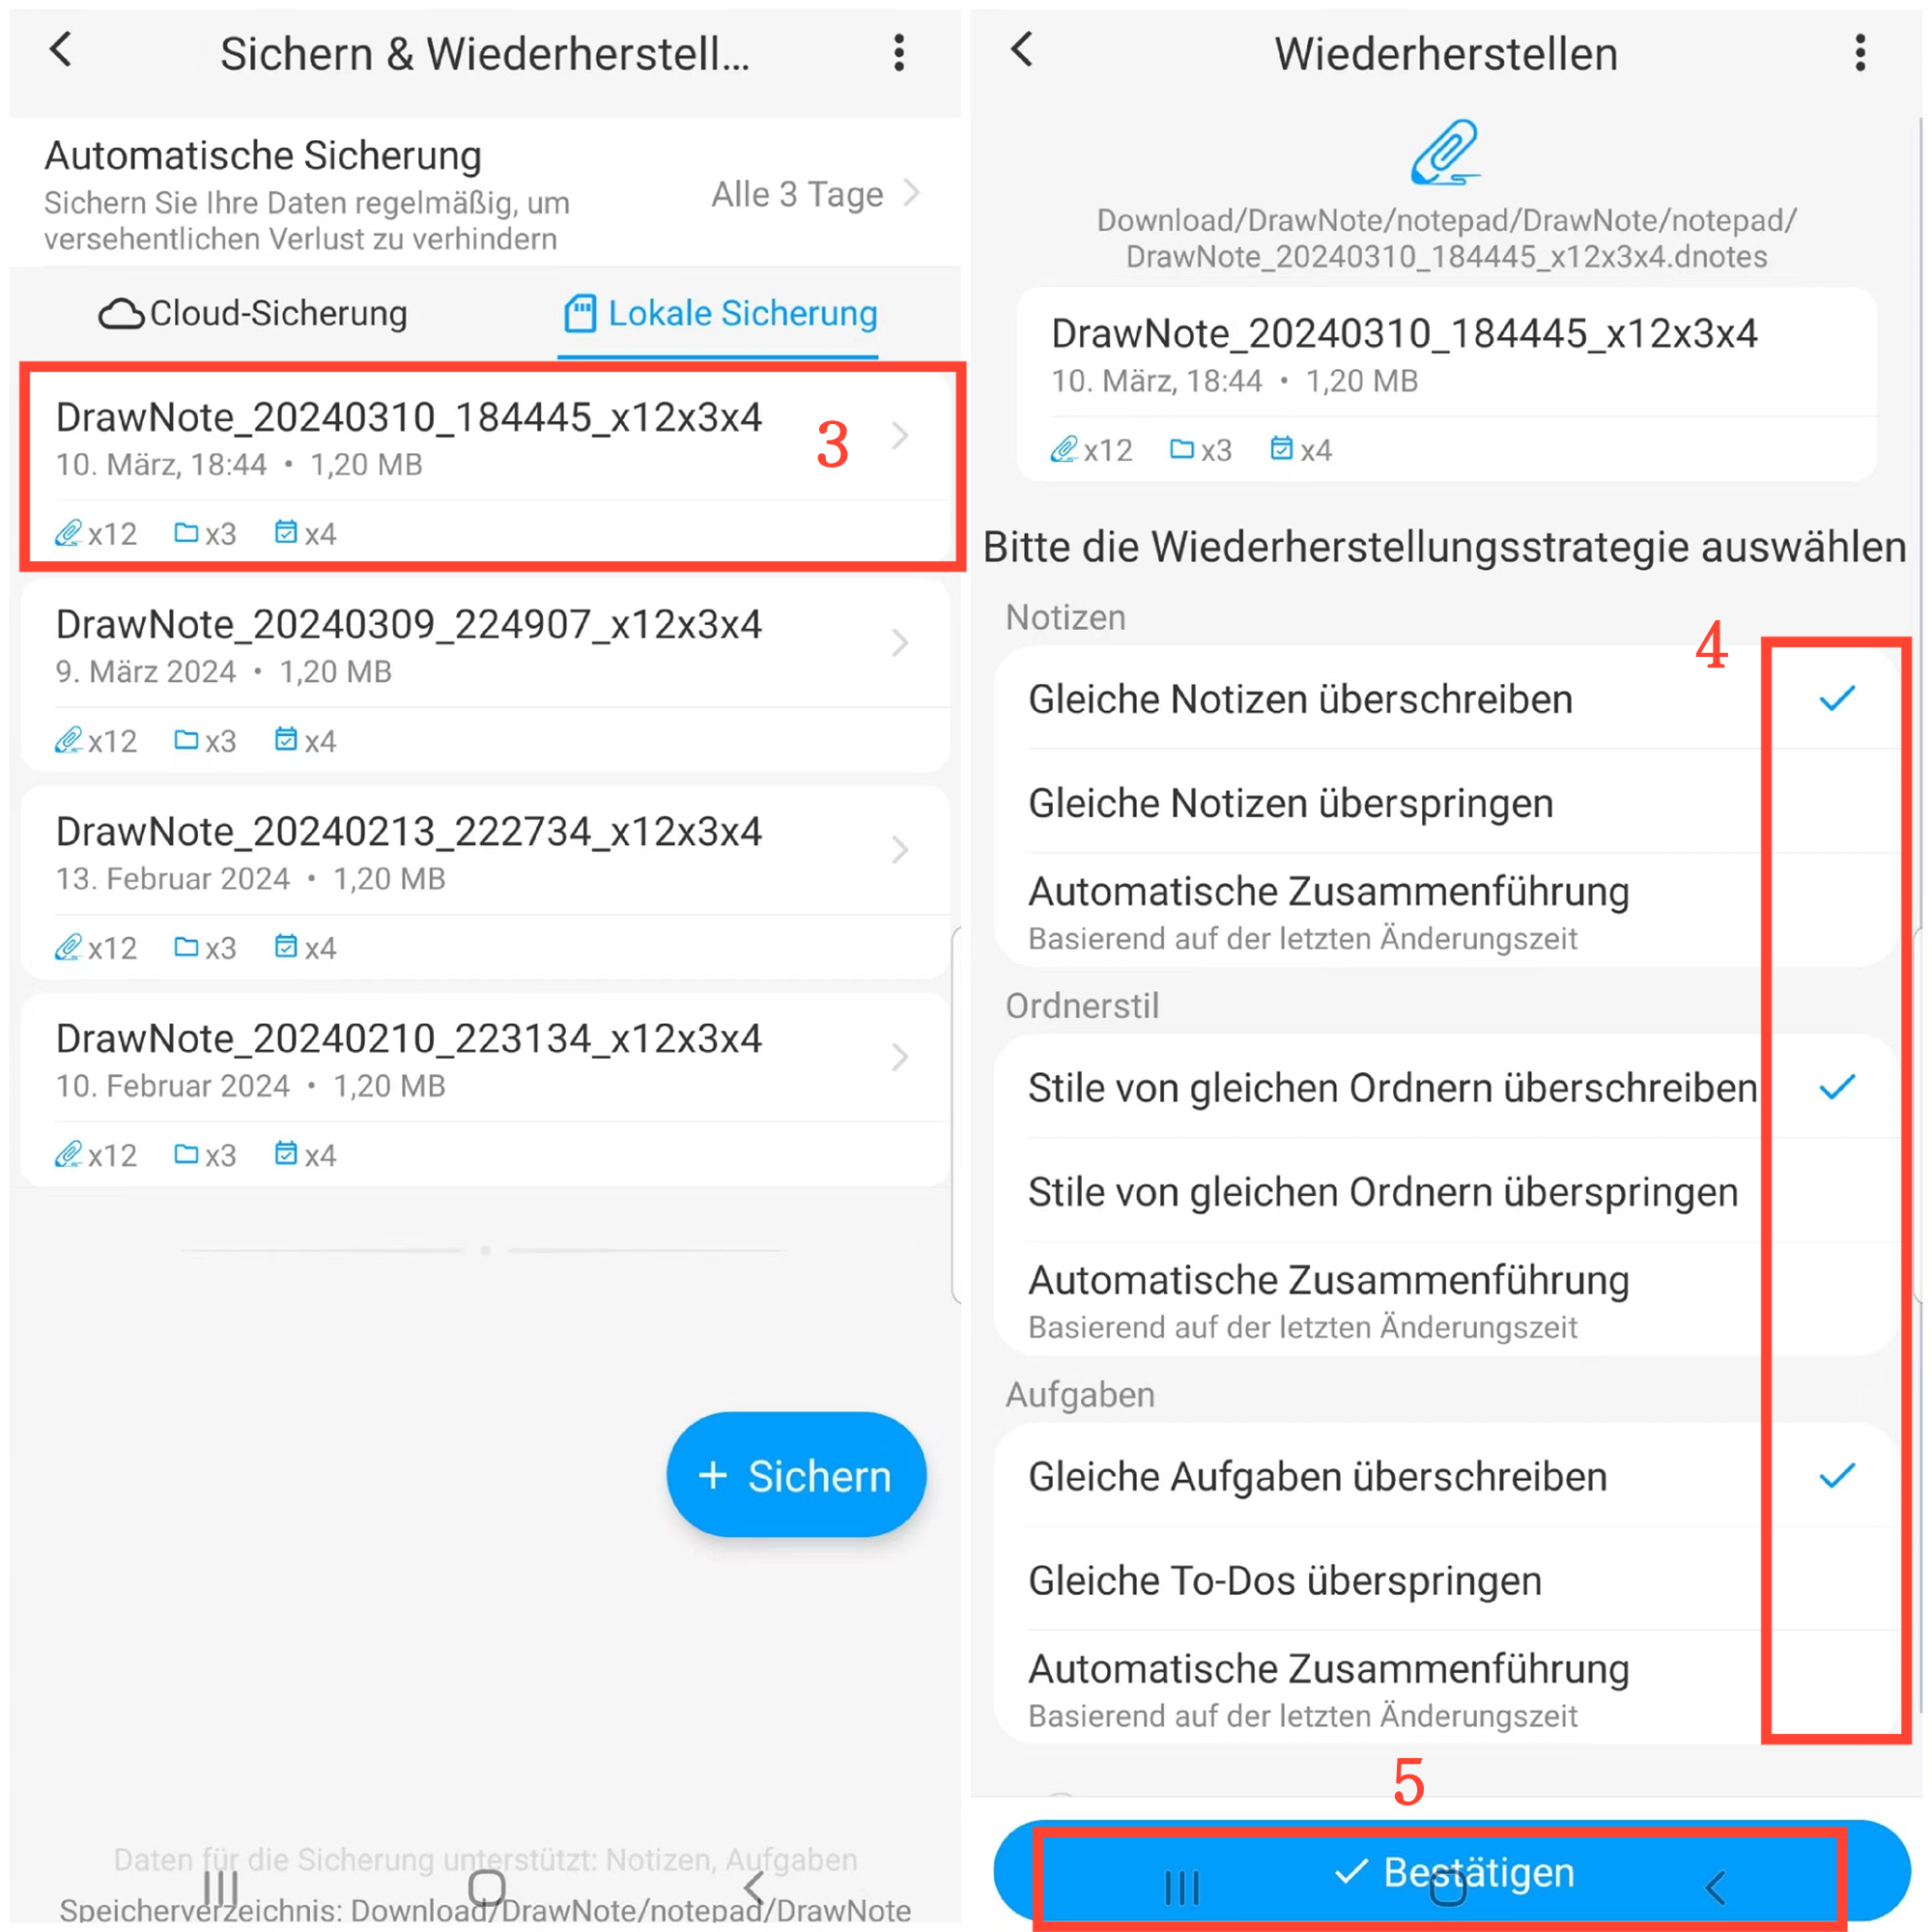 Sichern & Wiederherstell...
Automatische Sicherung
Sichern Sie Ihre Daten regelmäßig, um
versehentlichen Verlust zu verhindern
Alle 3 Tage
Cloud-Sicherung
Lokale Sicherung
DrawNote_20240310_184445_x12x3x4
10. März, 18:44 • 1,20 MB
x12 x3 x4
3
DrawNote_20240309_224907_x12x3x4
9. März 2024 • 1,20 MB
x12 x3 x4
DrawNote_20240213_222734_x12x3x4
13. Februar 2024 • 1,20 MB
x12 x3 x4
DrawNote_20240210_223134_x12x3x4
10. Februar 2024 • 1,20 MB
x12 x3 x4
+ Sichern
Daten für die Sicherung unterstützt: Notizen, Aufgaben
Speicherverzeichnis: Download/DrawNote/notepad/DrawNote
Wiederherstellen
Download/DrawNote/notepad/DrawNote/notepad/
DrawNote_20240310_184445_x12x3x4.dnotes
DrawNote_20240310_184445_x12x3x4
10. März, 18:44 • 1,20 MB
x12 x3 x4
Bitte die Wiederherstellungsstrategie auswählen
Notizen
4
Gleiche Notizen überschreiben
Gleiche Notizen überspringen
Automatische Zusammenführung
Basierend auf der letzten Änderungszeit
Ordnerstil
Stile von gleichen Ordnern überschreiben
Stile von gleichen Ordnern überspringen
Automatische Zusammenführung
Basierend auf der letzten Änderungszeit
Aufgaben
Gleiche Aufgaben überschreiben
Gleiche To-Dos überspringen
Automatische Zusammenführung
Basierend auf der letzten Änderungszeit
5
Bestätigen